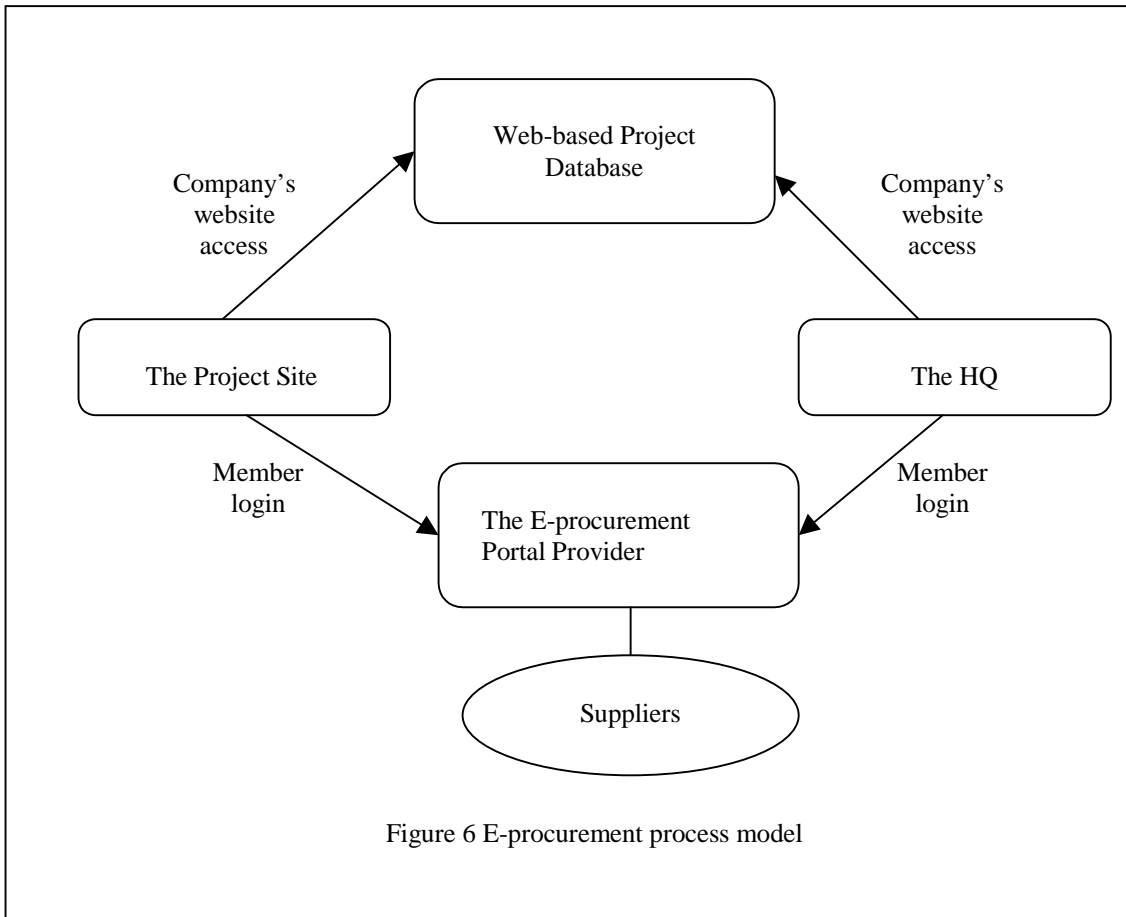 Web-based Project
Database
Company’s
website
access
Company’s
website
access
The Project Site
The HQ
Member
login
Member
login
The E-procurement
Portal Provider
Suppliers
Figure 6 E-procurement process model